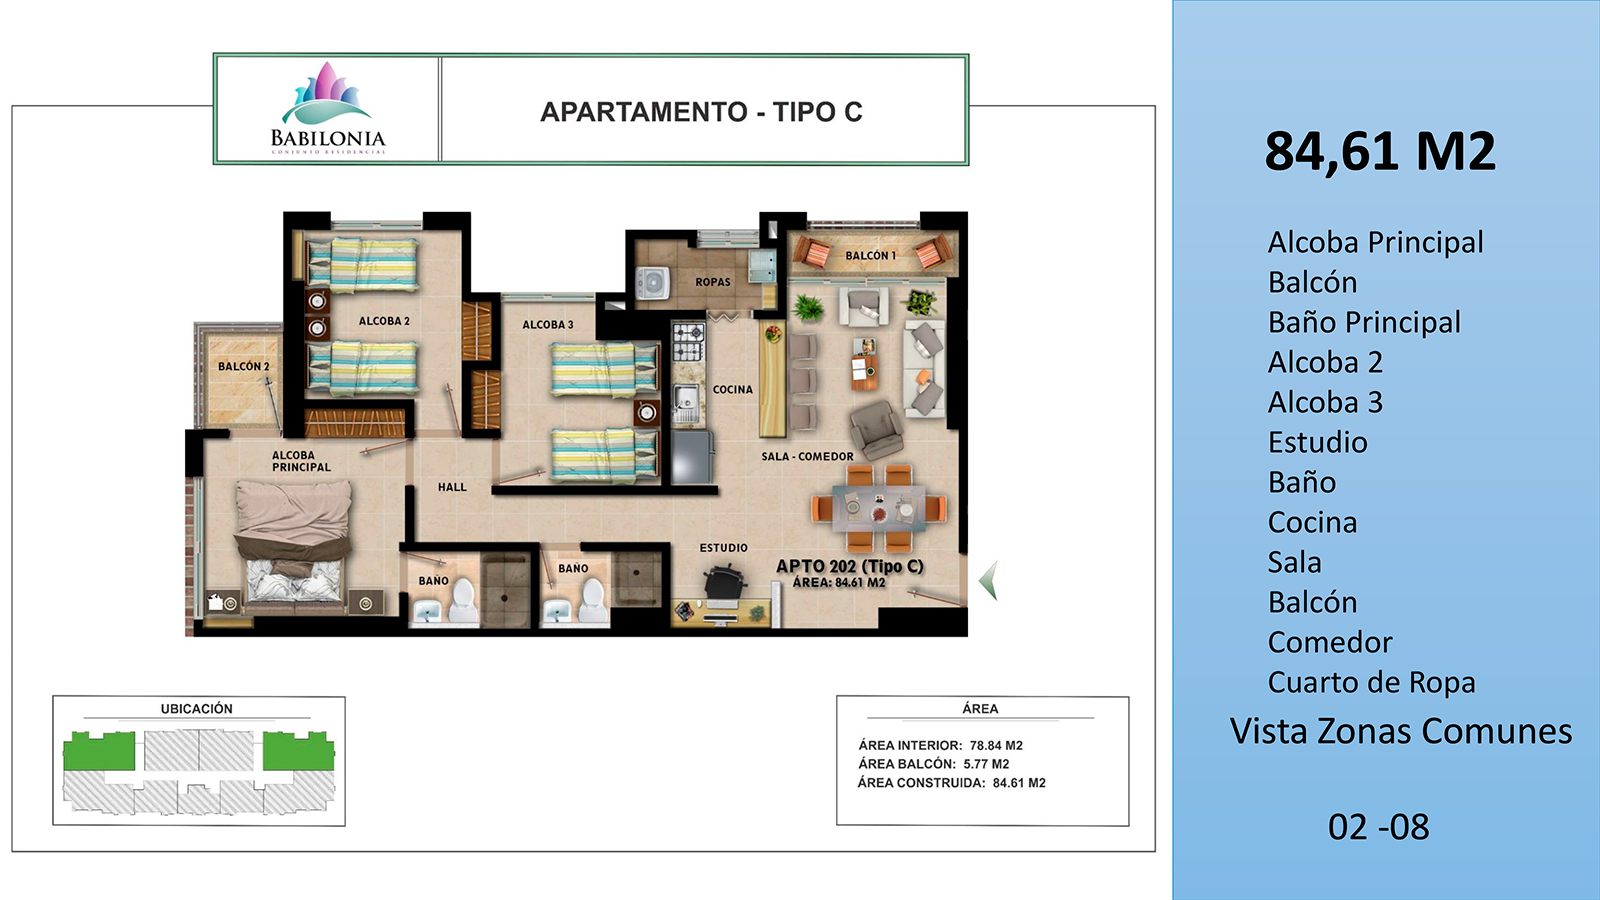 BABILONIA
CONJUNTO RESIDENCIAL
APARTAMENTO - TIPO C
BALCÓN 1
ROPAS
ALCOBA 2
ALCOBA 3
BALCÓN 2
COCINA
ALCOBA
PRINCIPAL
SALA - COMEDOR
HALL
ESTUDIO
BAÑO
BAÑO
APTO 202 (Tipo C)
ÁREA: 84.61 M2
UBICACIÓN
ÁREA
ÁREA INTERIOR: 78.84 M2
ÁREA BALCÓN: 5.77 M2
ÁREA CONSTRUIDA: 84.61 M2
84,61 M2
Alcoba Principal
Balcón
Baño Principal
Alcoba 2
Alcoba 3
Estudio
Baño
Cocina
Sala
Balcón
Comedor
Cuarto de Ropa
Vista Zonas Comunes
02 -08